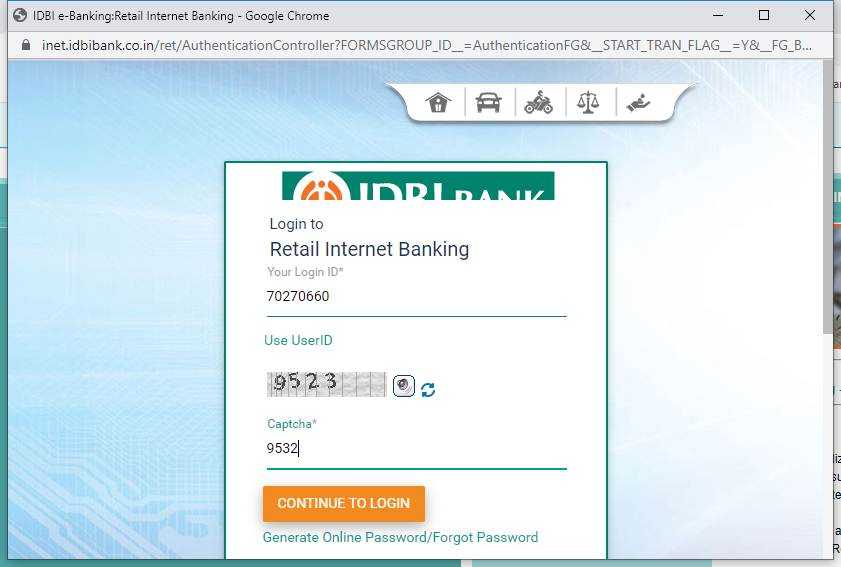 IDBI e-Banking:Retail Internet Banking - Google Chrome
inet.idbibank.co.in/ret/AuthenticationController?FORMSGROUP_ID__=AuthenticationFG&__START_TRAN_FLAG__=Y&__FG_B...
IDBI BANK
Login to
Retail Internet Banking
Your Login ID*
70270660
Use UserID
9523
Captcha*
9532
CONTINUE TO LOGIN
Generate Online Password/Forgot Password